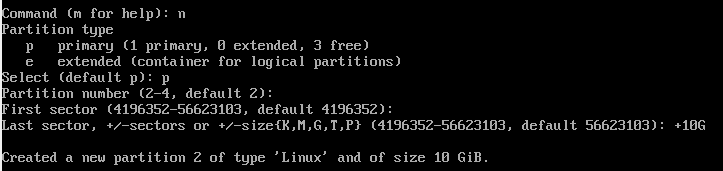 Command (m for help): n
Partition type
   p   primary (1 primary, 0 extended, 3 free)
   e   extended (container for logical partitions)
Select (default p): p
Partition number (2-4, default 2):
First sector (4196352-56623103, default 4196352):
Last sector, +/-sectors or +/-size{K,M,G,T,P} (4196352-56623103, default 56623103): +10G
Created a new partition 2 of type 'Linux' and of size 10 GiB.